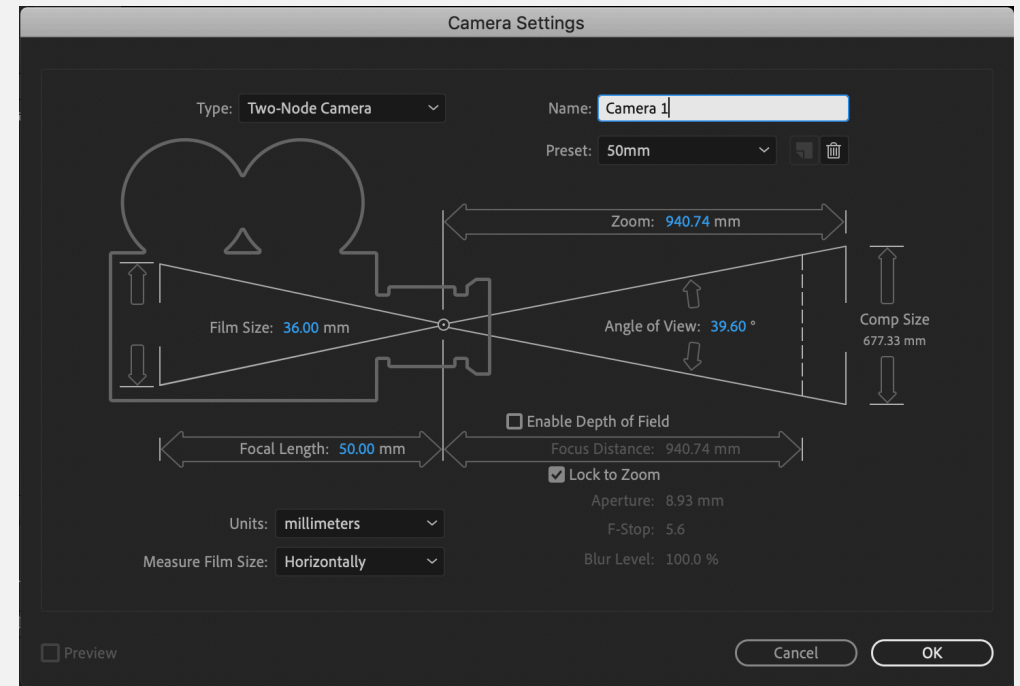 Camera Settings
Type: Two-Node Camera
Name: Camera 1
Preset: 50mm
Zoom: 940.74 mm
Film Size: 36.00 mm
Angle of View: 39.60 °
Comp Size
677.33 mm
Enable Depth of Field
Focal Length: 50.00 mm
Focus Distance: 940.74 mm
Lock to Zoom
Aperture: 8.93 mm
Units: millimeters
F-Stop: 5.6
Measure Film Size: Horizontally
Blur Level: 100.0 %
Preview
Cancel
OK